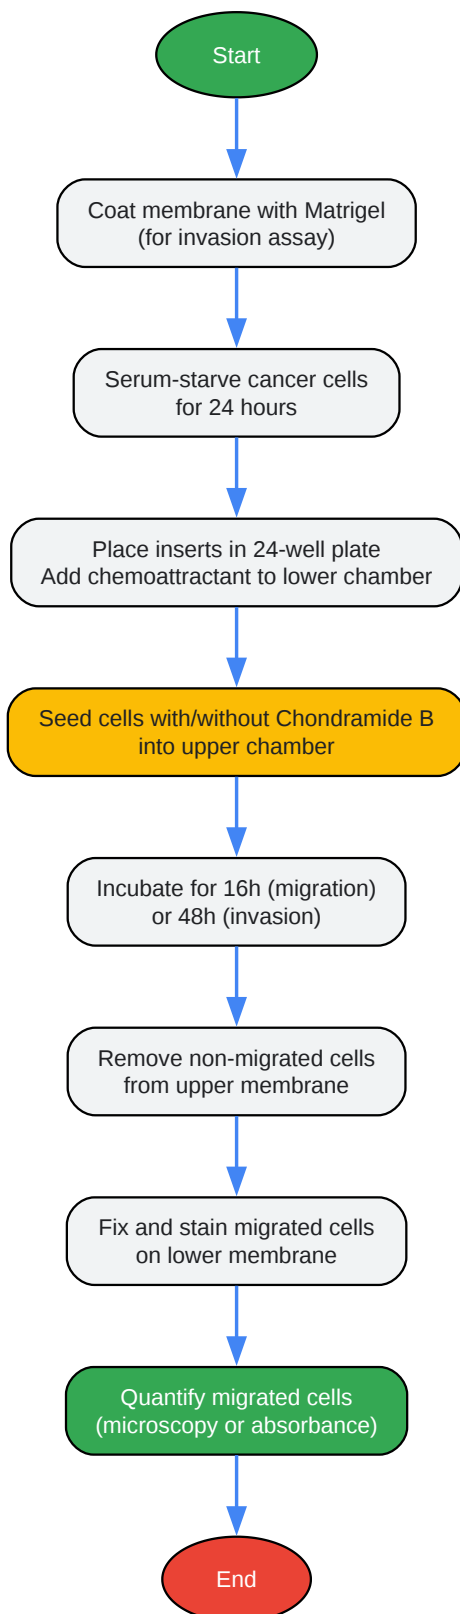 Start
Coat membrane with Matrigel
(for invasion assay)
Serum-starve cancer cells
for 24 hours
Place inserts in 24-well plate
Add chemoattractant to lower chamber
Seed cells with/without Chondramide B
into upper chamber
Incubate for 16h (migration)
or 48h (invasion)
Remove non-migrated cells
from upper membrane
Fix and stain migrated cells
on lower membrane
Quantify migrated cells
(microscopy or absorbance)
End